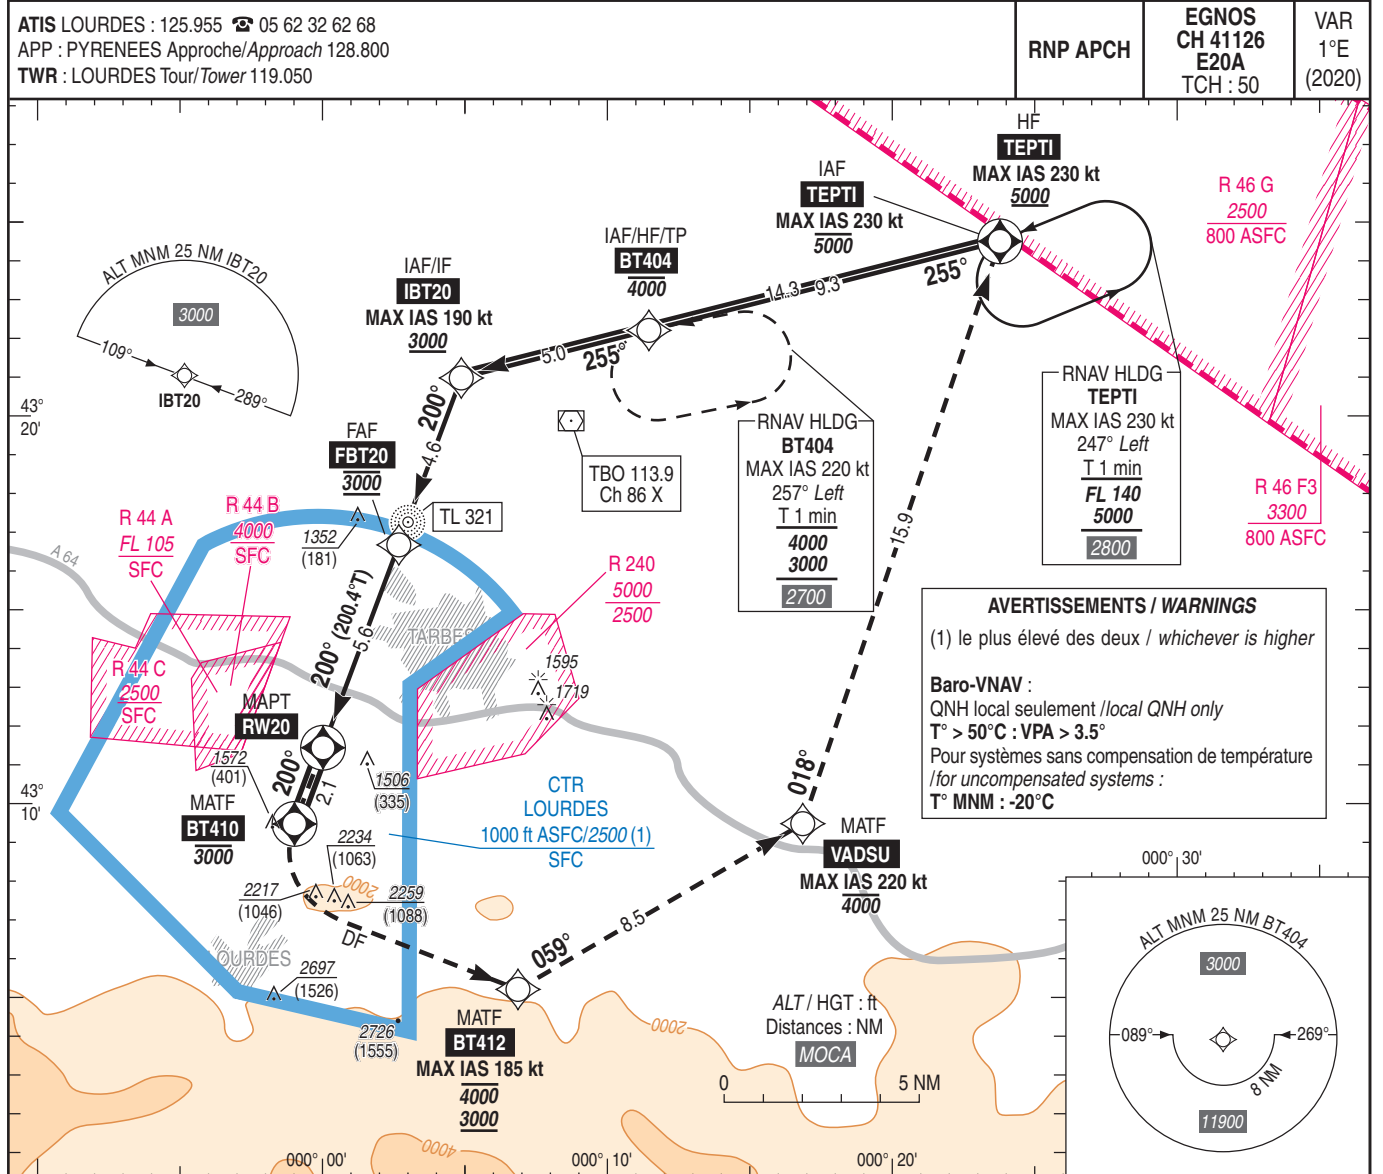 ATIS LOURDES : 125.955 ☎ 05 62 32 62 68
APP : PYRENEES Approche/Approach 128.800
TWR : LOURDES Tour/Tower 119.050
RNP APCH
EGNOS
CH 41126
E20A
TCH : 50
VAR
1°E
(2020)
HF
TEPTI
MAX IAS 230 kt
5000
IAF
TEPTI
MAX IAS 230 kt
5000
R 46 G
2500
800 ASFC
IAF/HF/TP
BT404
4000
IAF/IF
IBT20
MAX IAS 190 kt
3000
ALT MNM 25 NM IBT20
3000
109°
289°
IBT20
255°
14.3
9.3
5.0
255°
43°
20'
200°
4.6
FAF
FBT20
3000
TBO 113.9
Ch 86 X
TL 321
RNAV HLDG
BT404
MAX IAS 220 kt
257° Left
T 1 min
4000
3000
2700
RNAV HLDG
TEPTI
MAX IAS 230 kt
247° Left
T 1 min
FL 140
5000
2800
R 46 F3
3300
800 ASFC
15.9
R 44 A
FL 105
SFC
R 44 B
4000
SFC
1352
(181)
A 64
R 240
5000
2500
TARBES
200° (200.4°T)
5.6
R 44 C
2500
SFC
1595
1719
MAPT
RW20
1572
(401)
200°
2.1
1506
(335)
43°
10'
MATF
BT410
3000
CTR
LOURDES
1000 ft ASFC/2500 (1)
SFC
018°
MATF
VADSU
MAX IAS 220 kt
4000
AVERTISSEMENTS / WARNINGS
(1) le plus élevé des deux / whichever is higher
Baro-VNAV :
QNH local seulement /local QNH only
T° > 50°C : VPA > 3.5°
Pour systèmes sans compensation de température
/for uncompensated systems :
T° MNM : -20°C
2234
(1063)
2000
2217
(1046)
2259
(1088)
DF
OURDES
2697
(1526)
2726
(1555)
059°
8.5
MATF
BT412
MAX IAS 185 kt
4000
3000
2000
4000
ALT / HGT : ft
Distances : NM
MOCA
0 5 NM
000° 30'
ALT MNM 25 NM BT404
3000
089°
269°
8 NM
11900
000° 00'
000° 10'
000° 20'